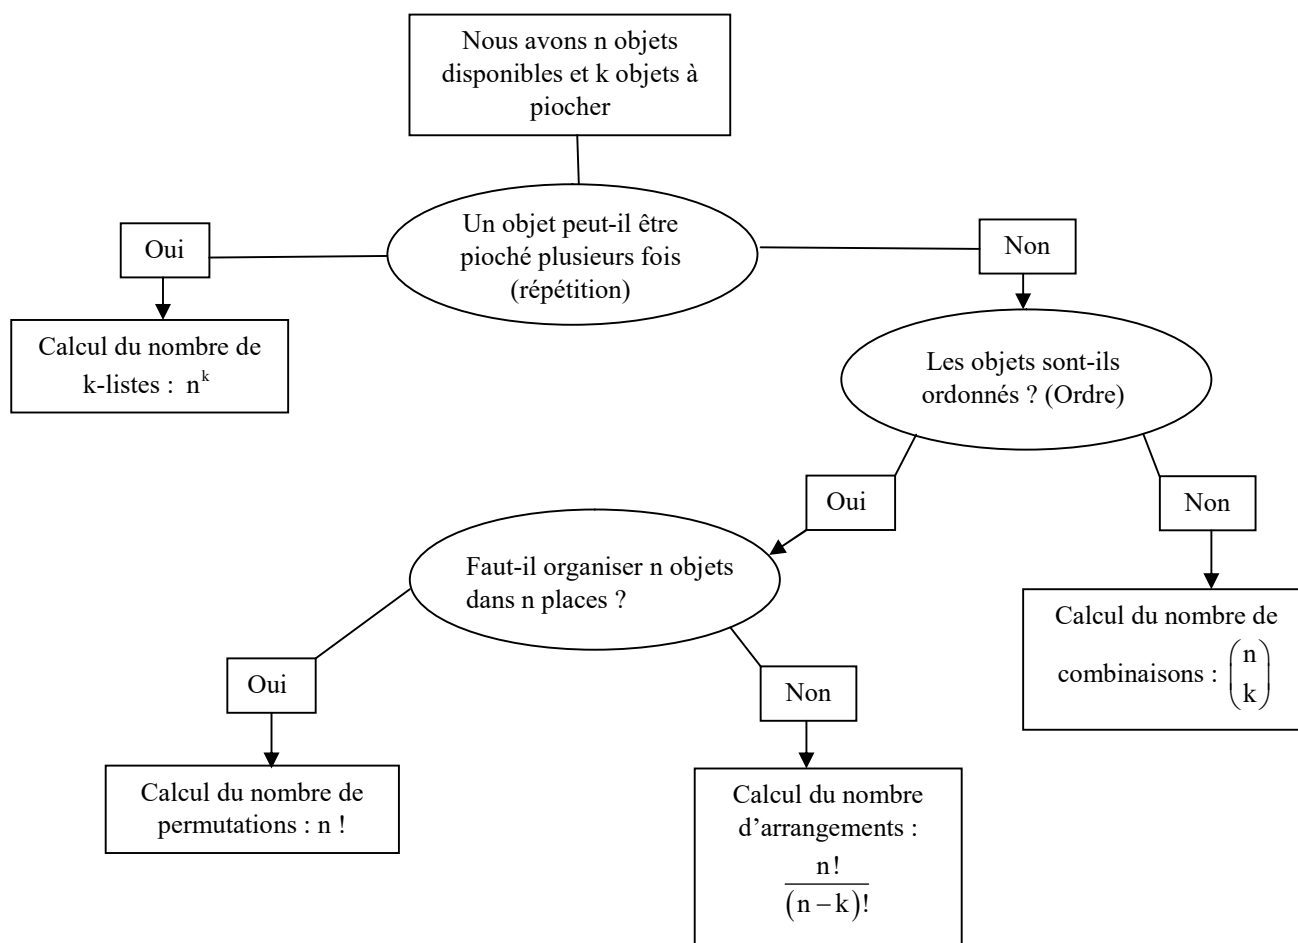 Nous avons n objets
disponibles et k objets à
piocher
Un objet peut-il être
pioché plusieurs fois
(répétition)
Oui
Non
Calcul du nombre de
k-listes : n^k
Les objets sont-ils
ordonnés ? (Ordre)
Oui
Non
Faut-il organiser n objets
dans n places ?
Calcul du nombre de
combinaisons : (n
k)
Oui
Non
Calcul du nombre de
permutations : n !
Calcul du nombre
d’arrangements :
n!
(n − k)!